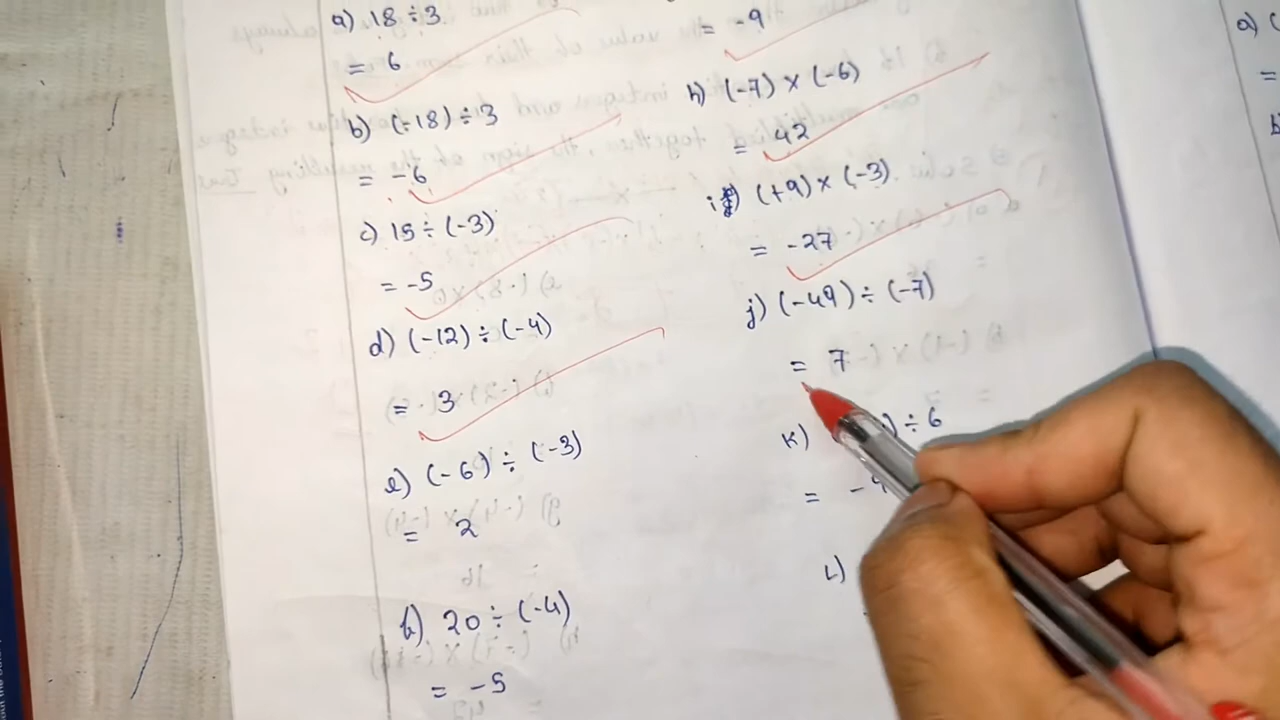 a) 18 ÷ 3
= 6
b) (-18) ÷ 3
= -6
c) 15 ÷ (-3)
= -5
d) (-12) ÷ (-4)
= 3
e) (-6) ÷ (-3)
= 2
f) 20 ÷ (-4)
= -5
= -9
h) (-7) × (-6)
= 42
i) (+9) × (-3)
= -27
j) (-49) ÷ (-7)
= 7
k) ) ÷ 6
= -9
L)
a) (
=